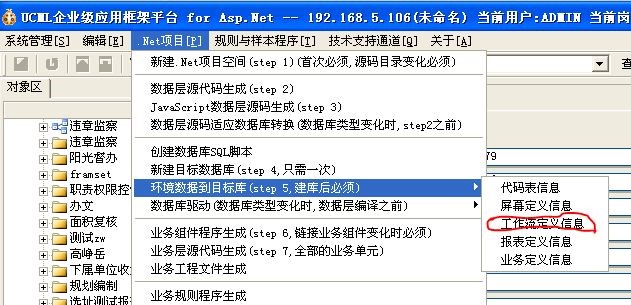 UCML企业级应用框架平台 for Asp.Net -- 192.168.5.106(未命名) 当前用户:ADMIN 当前岗
系统管理[S] 编辑[E] Net项目[P] 规则与样本程序[T] 技术支持通道[Q] 关于[A]
新建.Net项目空间(step 1)(首次必须,源码目录变化必须)
对象区
数据层源代码生成(step 2)
JavaScript数据层源码生成(step 3)
数据层源码适应数据库转换(数据库类型变化时,step2之前)
创建数据库SQL脚本
新建目标数据库(step 4,只需一次)
环境数据到目标库(step 5,建库后必须)
数据库驱动(数据库类型变化时,数据层编译之前)
业务组件程序生成(step 6,链接业务组件变化时必须)
业务层源代码生成(step 7,全部的业务单元)
业务工程文件生成
业务规则程序生成
代码表信息
屏幕定义信息
工作流定义信息
报表定义信息
业务定义信息
违章监察
违章监察
阳光督办
framset
职责权限控
办文
面积复核
测试zw
高峥岳
下属单位收
规划编制
选址测试报
79